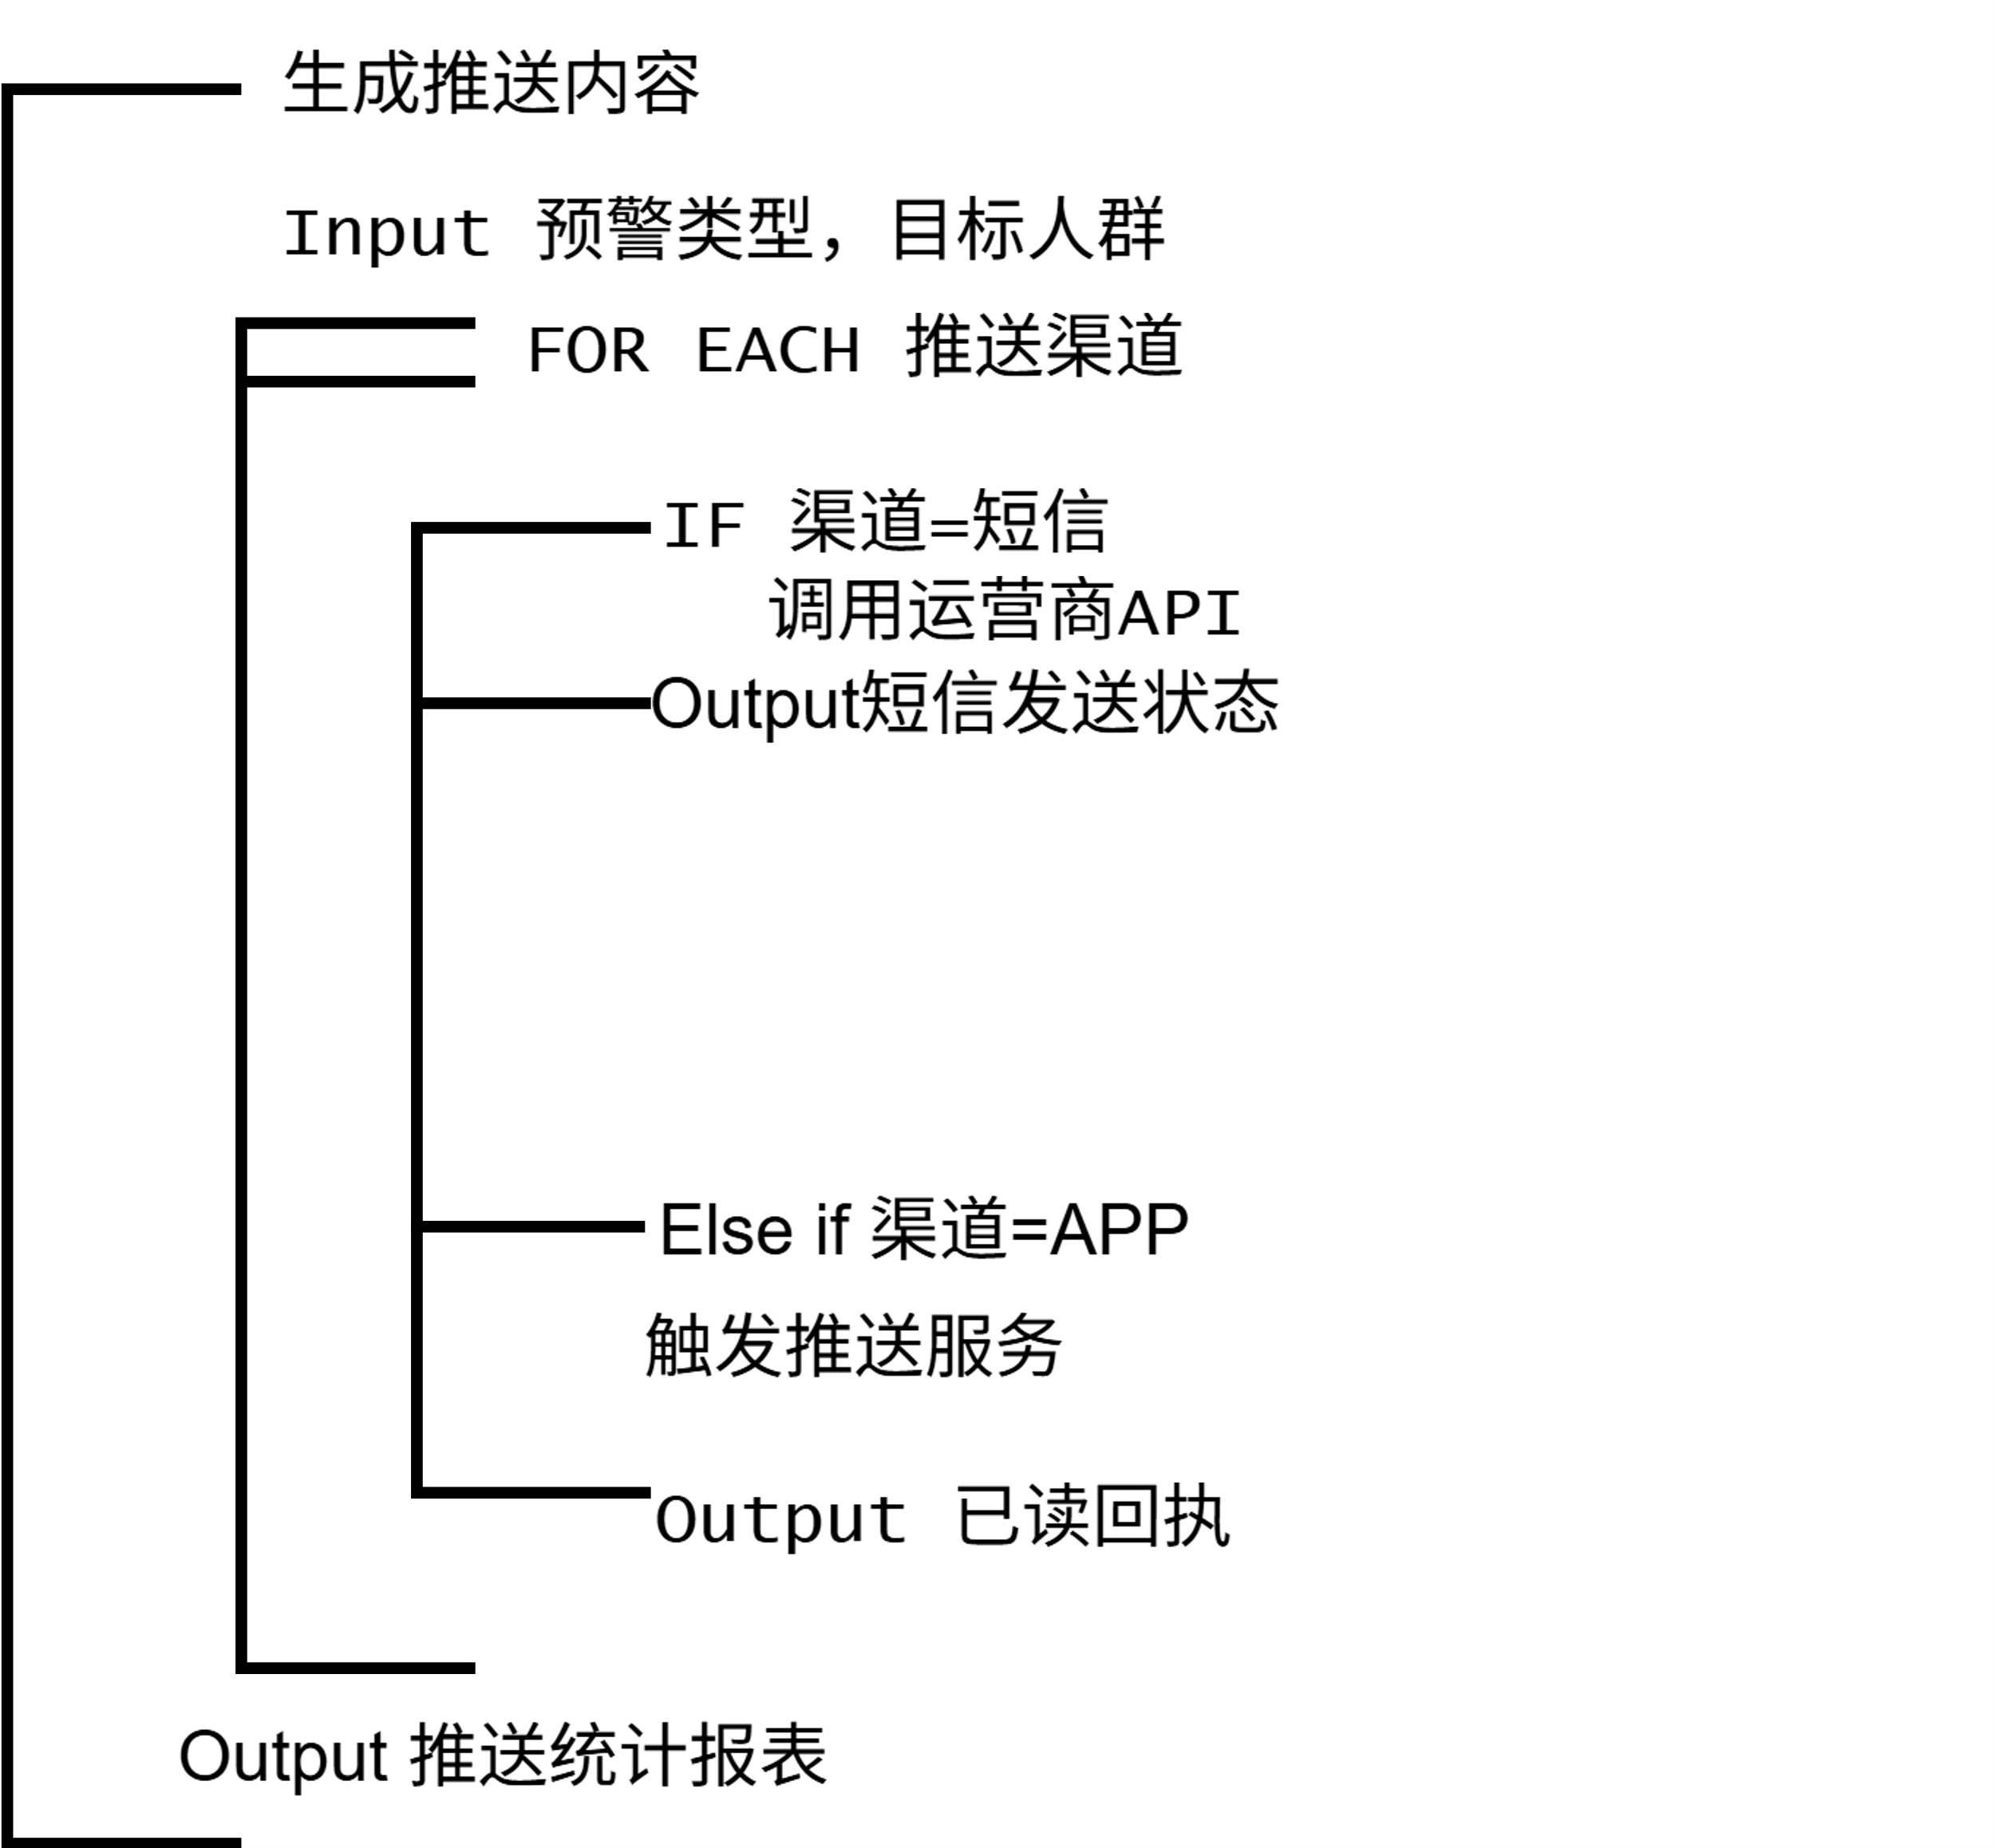 生成推送内容
Input 预警类型，目标人群
FOR EACH 推送渠道
IF 渠道=短信
调用运营商API
Output短信发送状态
Else if 渠道=APP
触发推送服务
Output 已读回执
Output 推送统计报表